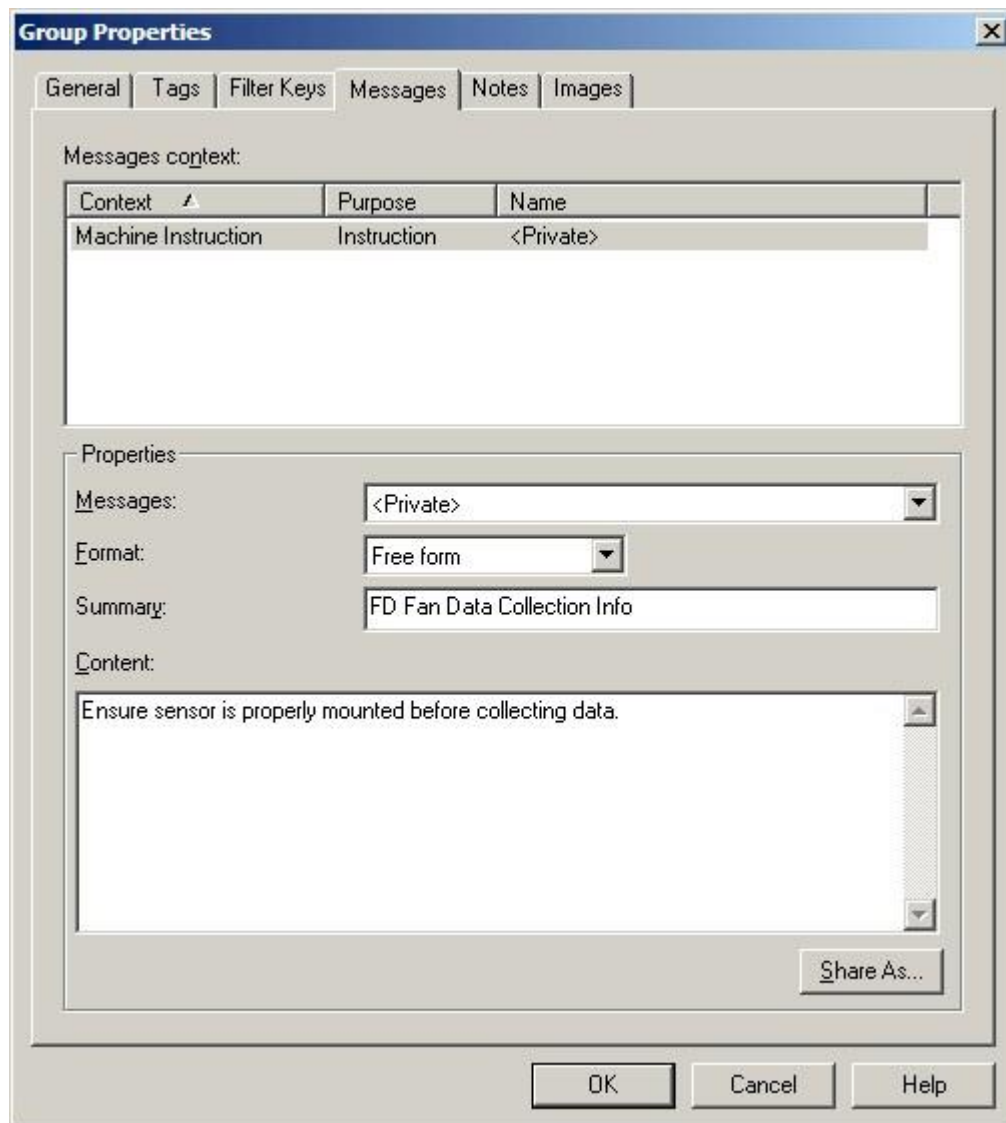 Group Properties
General Tags Filter Keys Messages Notes Images
Messages context:
Context Purpose Name
Machine Instruction Instruction <Private>
Properties
Messages: <Private>
Format: Free form
Summary: FD Fan Data Collection Info
Content:
Ensure sensor is properly mounted before collecting data.
Share As...
OK Cancel Help